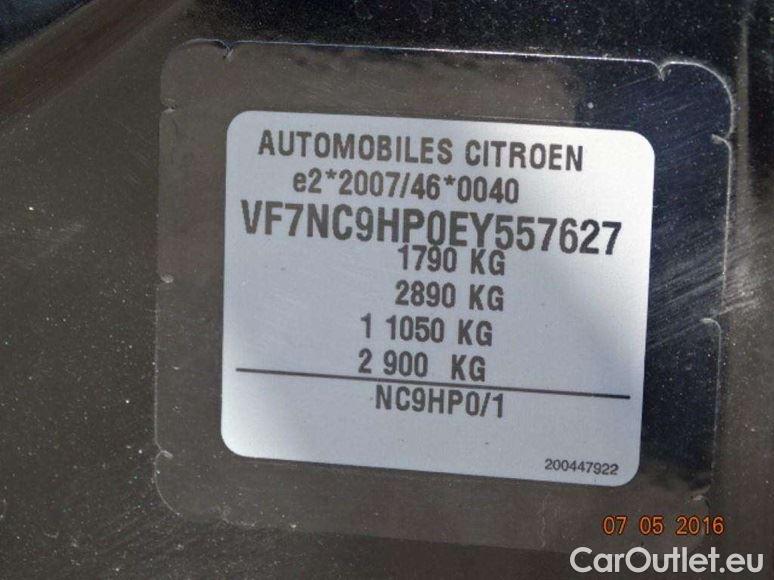 AUTOMOBILES CITROEN
e2*2007/46*0040
VF7NC9HP0EY557627
1790 KG
2890 KG
1 1050 KG
2 900 KG
NC9HP0/1
200447922
07 05 2016
CarOutlet.eu